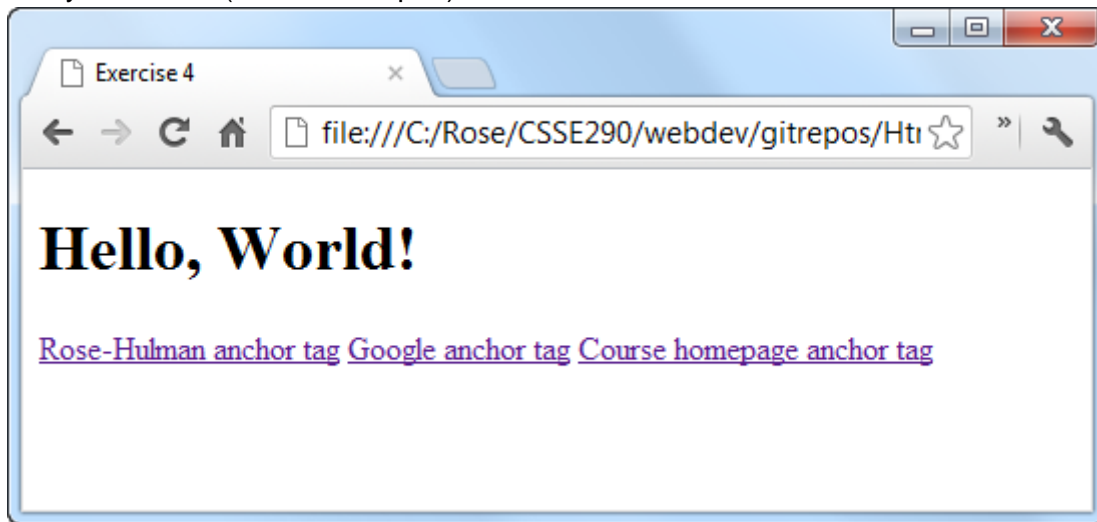 Exercise 4
file:///C:/Rose/CSSE290/webdev/gitrepos/Htr
Hello, World!
Rose-Hulman anchor tag Google anchor tag Course homepage anchor tag